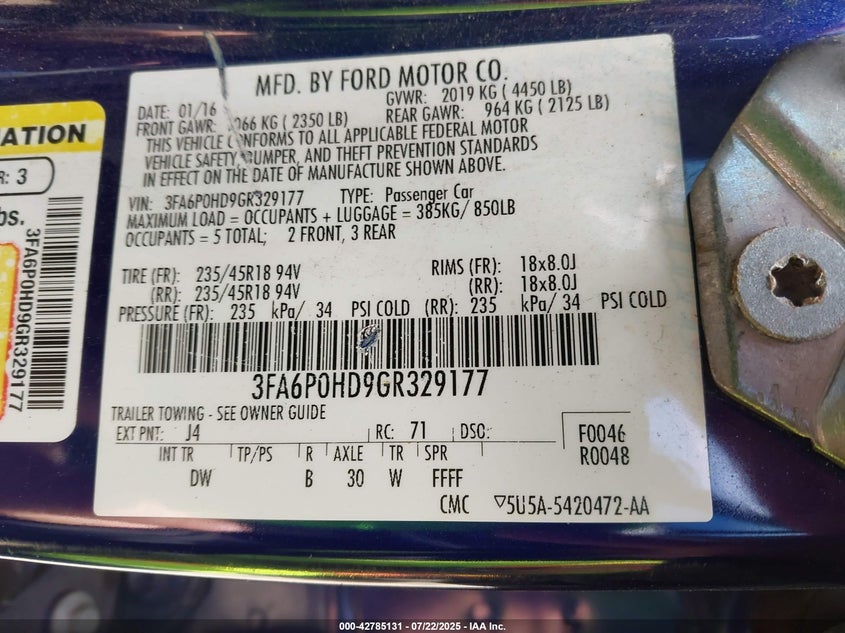 MFD. BY FORD MOTOR CO.
DATE: 01/16 GVWR: 2019 KG ( 4450 LB)
FRONT GAWR: 066 KG ( 2350 LB) REAR GAWR: 964 KG ( 2125 LB)
THIS VEHICLE CONFORMS TO ALL APPLICABLE FEDERAL MOTOR
VEHICLE SAFETY, BUMPER, AND THEFT PREVENTION STANDARDS
IN EFFECT ON THE DATE OF MANUFACTURE SHOWN ABOVE.
VIN: 3FA6P0HD9GR329177 TYPE: Passenger Car
MAXIMUM LOAD = OCCUPANTS + LUGGAGE = 385KG/ 850LB
OCCUPANTS = 5 TOTAL; 2 FRONT, 3 REAR
TIRE (FR): 235/45R18 94V RIMS (FR): 18x8.0J
(RR): 235/45R18 94V (RR): 18x8.0J
PRESSURE (FR): 235 kPa/ 34 PSI COLD (RR): 235 kPa/ 34 PSI COLD
3FA6P0HD9GR329177
TRAILER TOWING - SEE OWNER GUIDE
EXT PNT: J4 RC: 71 DSO:
F0046
R0048
INT TR TP/PS R AXLE TR SPR
DW B 30 W FFFF
CMC 5U5A-5420472-AA
ATION
R: 3
bs.
3FA6P0HD9GR329177
000-42785131 - 07/22/2025 - IAA Inc.